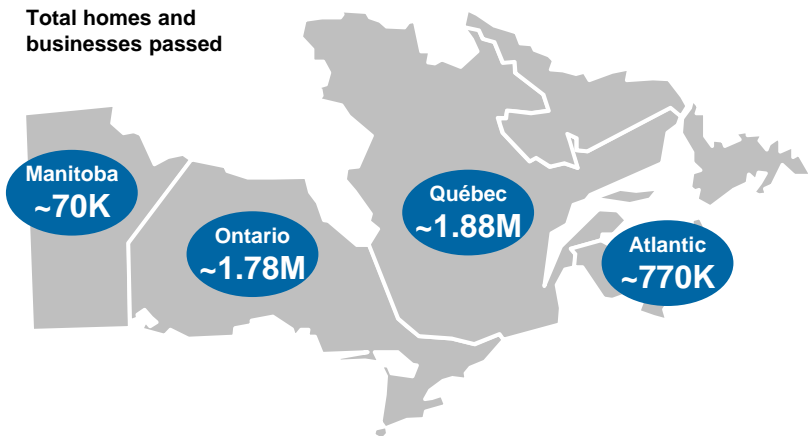 Total homes and
businesses passed
Manitoba
~70K
Ontario
~1.78M
Québec
~1.88M
Atlantic
~770K